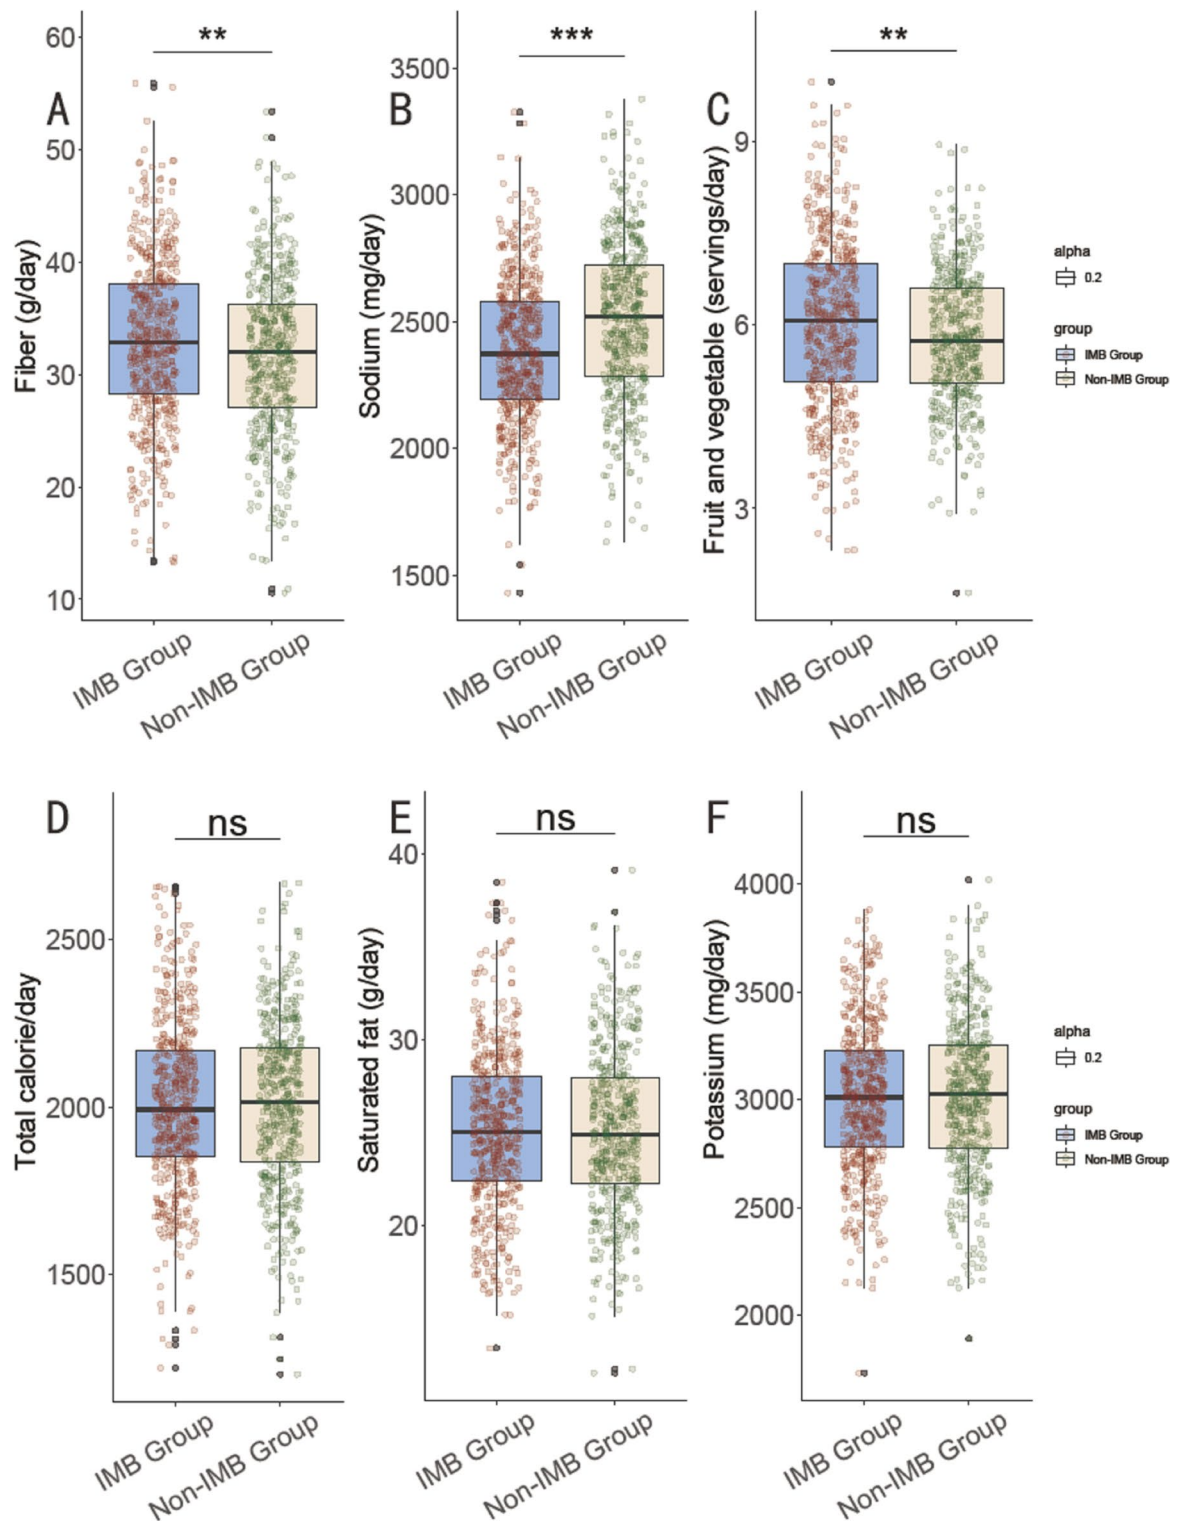 A
**
Fiber (g/day)
60
50
40
30
20
10
IMB Group
Non-IMB Group
B
***
Sodium (mg/day)
3500
3000
2500
2000
1500
IMB Group
Non-IMB Group
C
**
Fruit and vegetable (servings/day)
9
6
3
IMB Group
Non-IMB Group
alpha
0.2
group
IMB Group
Non-IMB Group
D
ns
Total calorie/day
2500
2000
1500
IMB Group
Non-IMB Group
E
ns
Saturated fat (g/day)
40
30
20
IMB Group
Non-IMB Group
F
ns
Potassium (mg/day)
4000
3500
3000
2500
2000
IMB Group
Non-IMB Group
alpha
0.2
group
IMB Group
Non-IMB Group